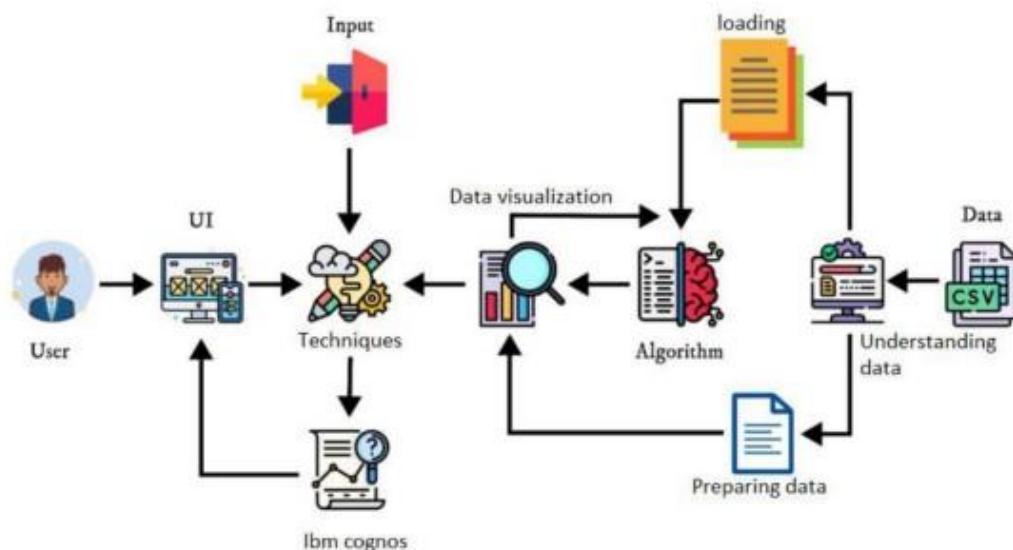 Input
loading
Data visualization
UI
Data
CSV
User
Techniques
Algorithm
Understanding
data
Preparing data
Ibm cognos